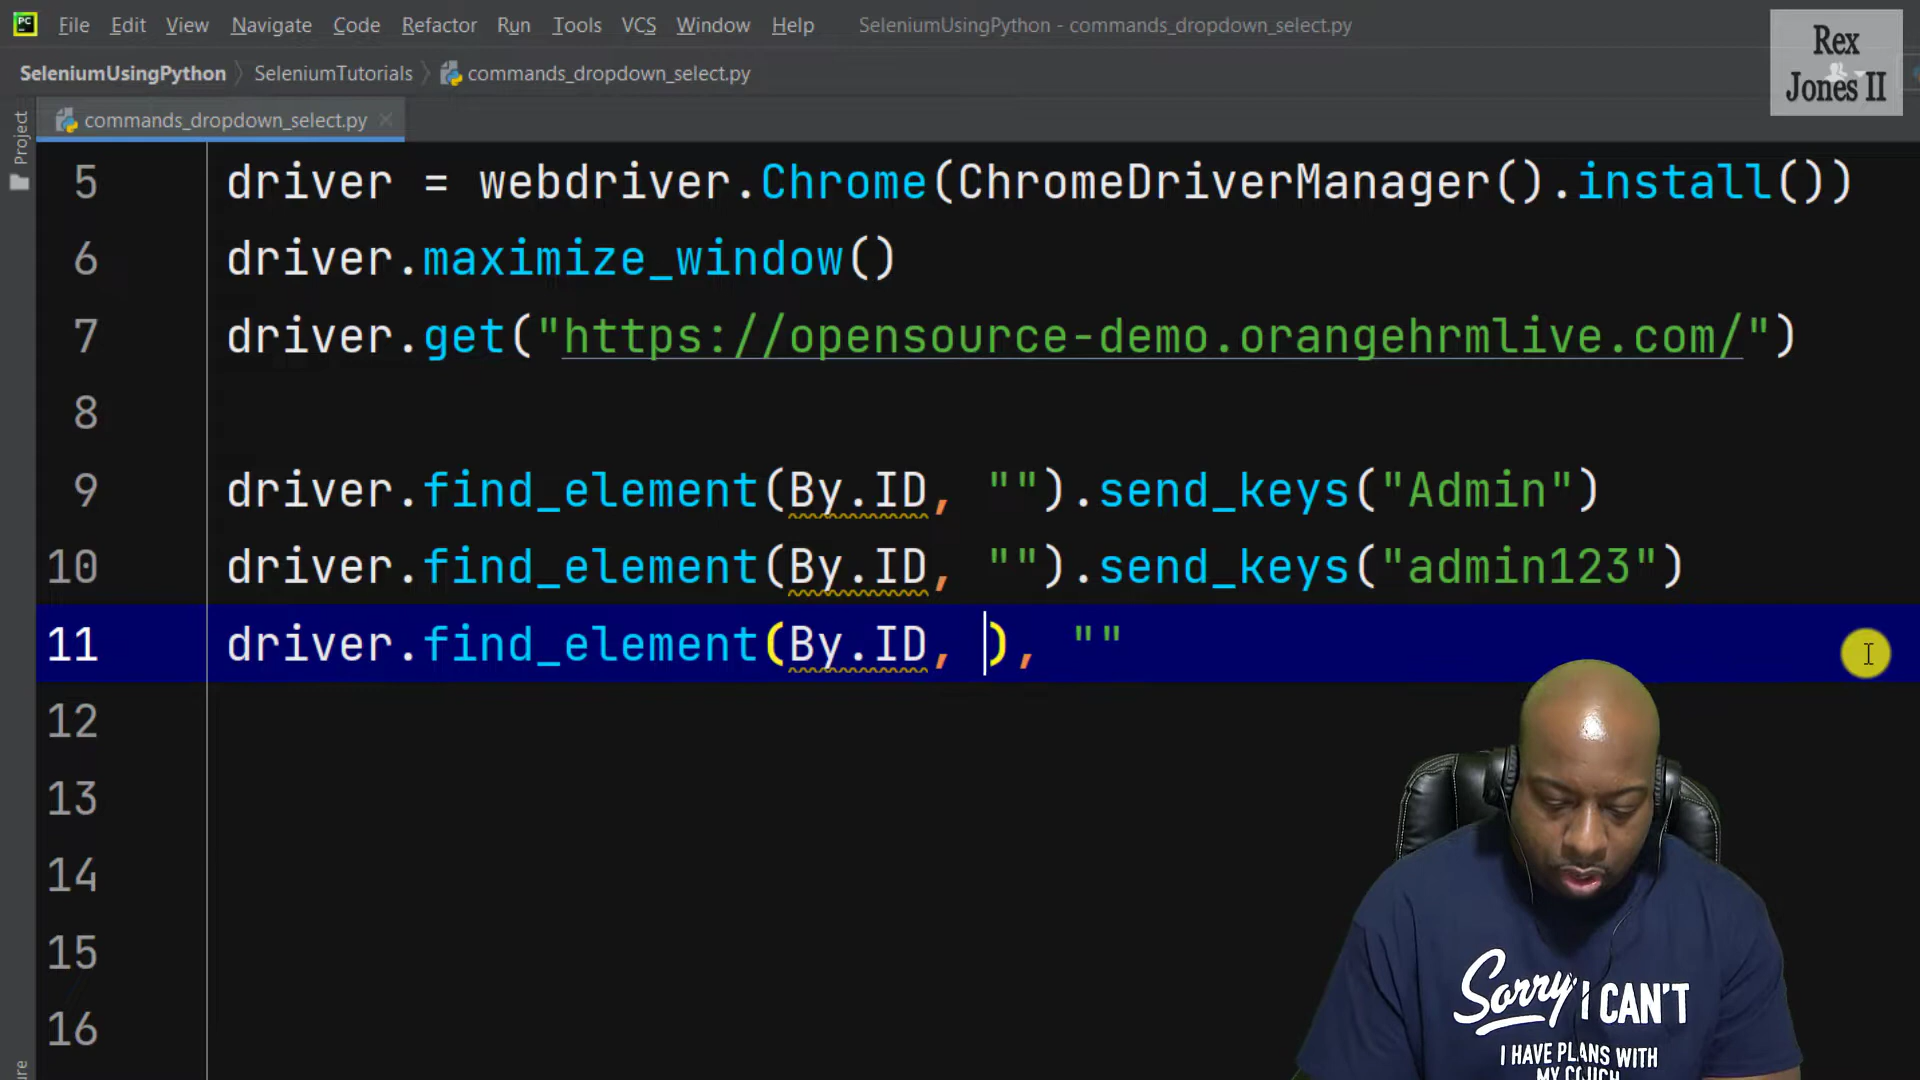 PC File Edit View Navigate Code Refactor Run Tools VCS Window Help SeleniumUsingPython - commands_dropdown_select.py
Rex
Jones II
SeleniumUsingPython SeleniumTutorials commands_dropdown_select.py
commands_dropdown_select.py
Project
5 driver = webdriver.Chrome(ChromeDriverManager().install())
6 driver.maximize_window()
7 driver.get("https://opensource-demo.orangehrmlive.com/")
8
9 driver.find_element(By.ID, "").send_keys("Admin")
10 driver.find_element(By.ID, "").send_keys("admin123")
11 driver.find_element(By.ID, ), ""
12
13
14
15
16
Sorry I CAN'T
I HAVE PLANS WITH
MY COUCH